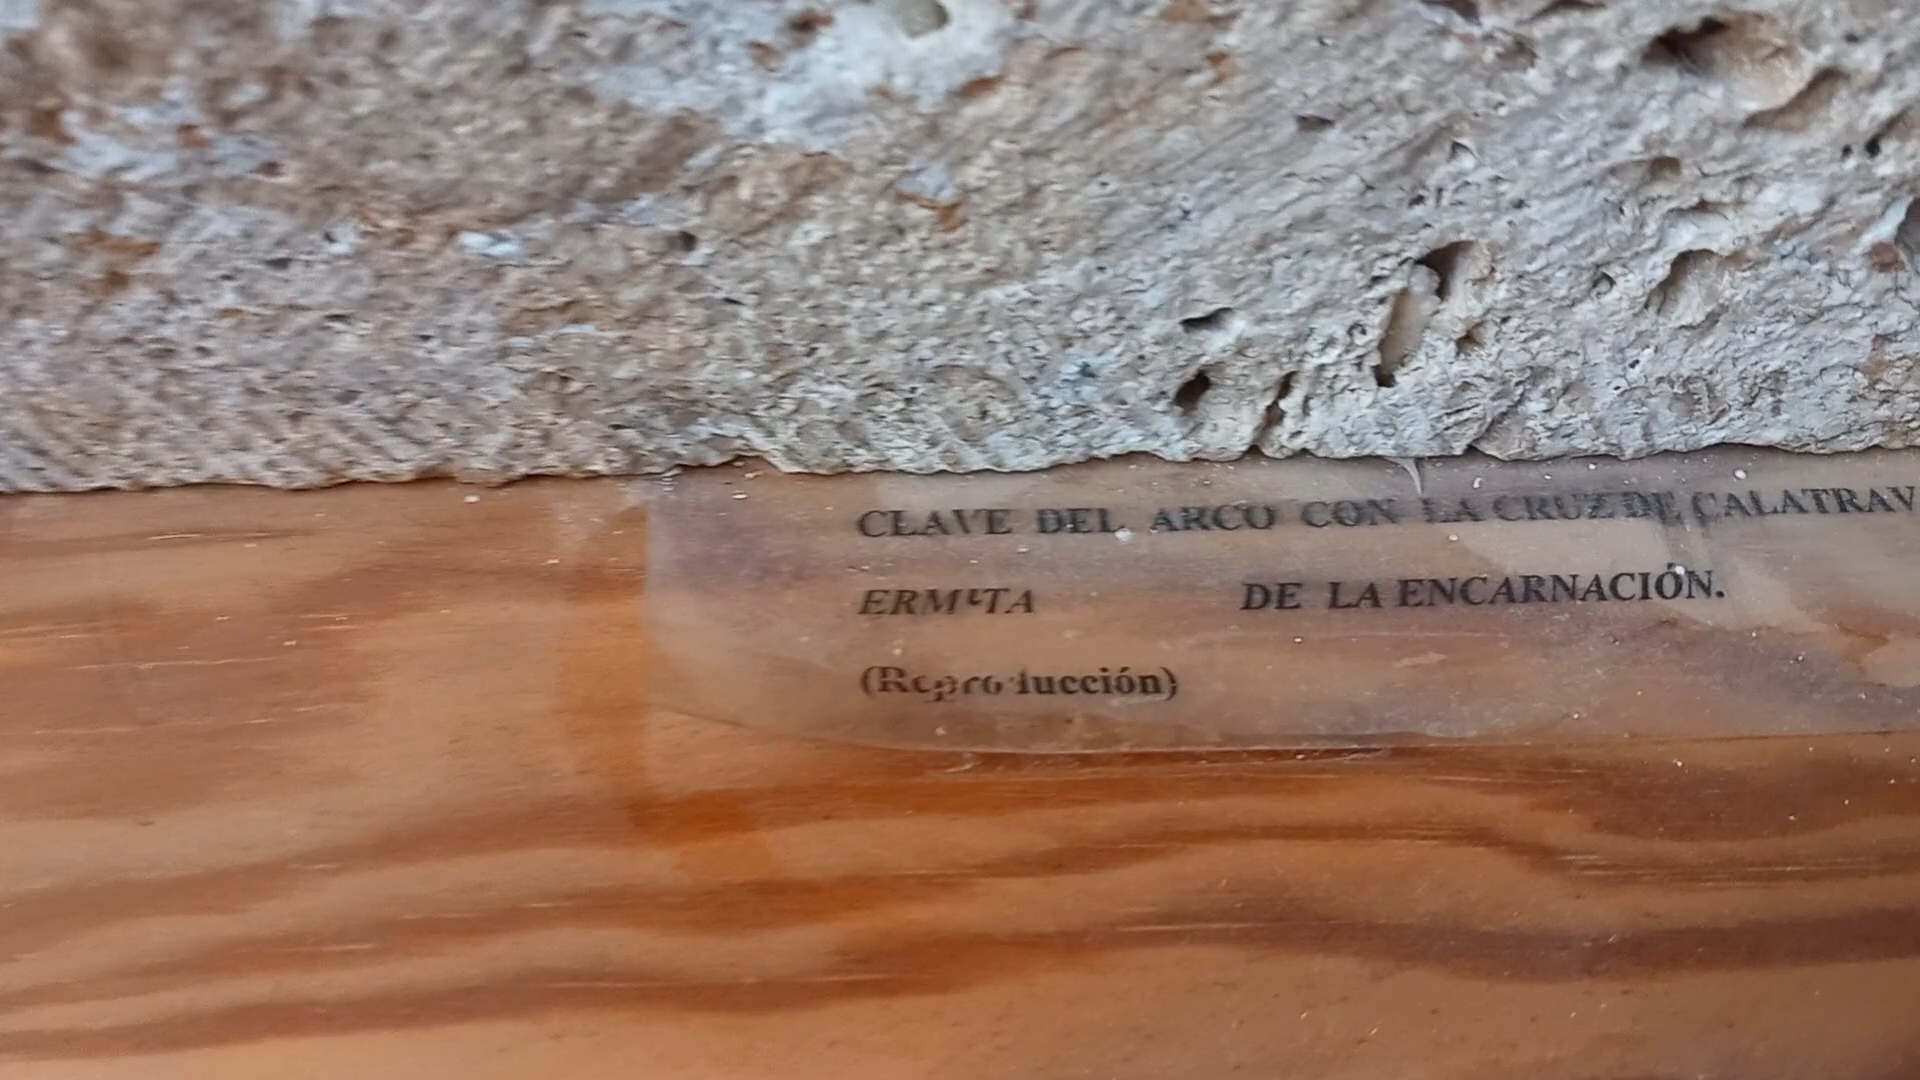 CLAVE DEL ARCO CON LA CRUZ DE CALATRAV
ERMITA DE LA ENCARNACIÓN.
(Reproducción)